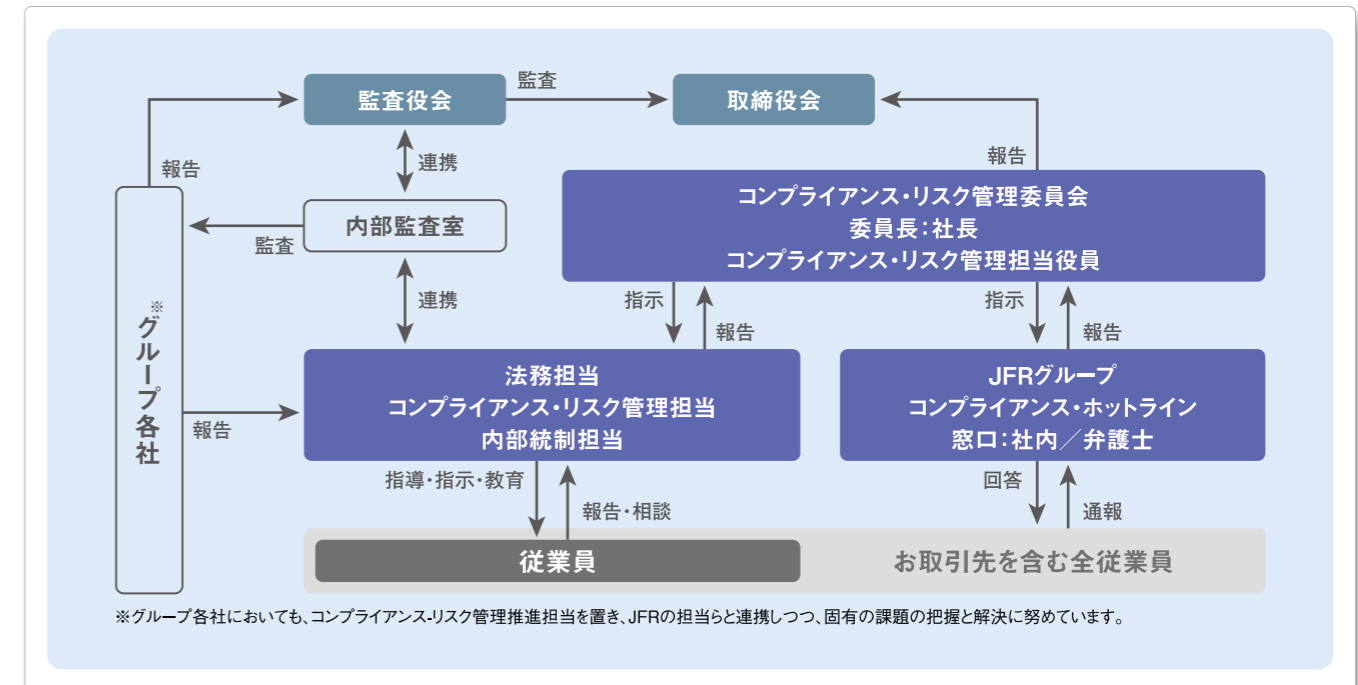 監査役会
監査
取締役会
報告
連携
報告
コンプライアンス・リスク管理委員会
委員長：社長
コンプライアンス・リスク管理担当役員
内部監査室
監査
連携
指示
報告
指示
報告
※
グループ各社
報告
法務担当
コンプライアンス・リスク管理担当
内部統制担当
JFRグループ
コンプライアンス・ホットライン
窓口：社内／弁護士
指導・指示・教育
報告・相談
回答
通報
従業員
お取引先を含む全従業員
※グループ各社においても、コンプライアンス-リスク管理推進担当を置き、JFRの担当らと連携しつつ、固有の課題の把握と解決に努めています。